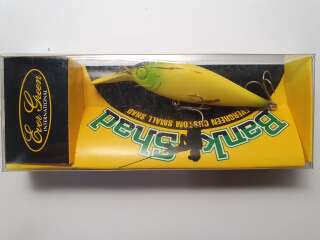 Ever Green
INTERNATIONAL
Bank Shad
EVERGREEN CUSTOM SMALL SHAD